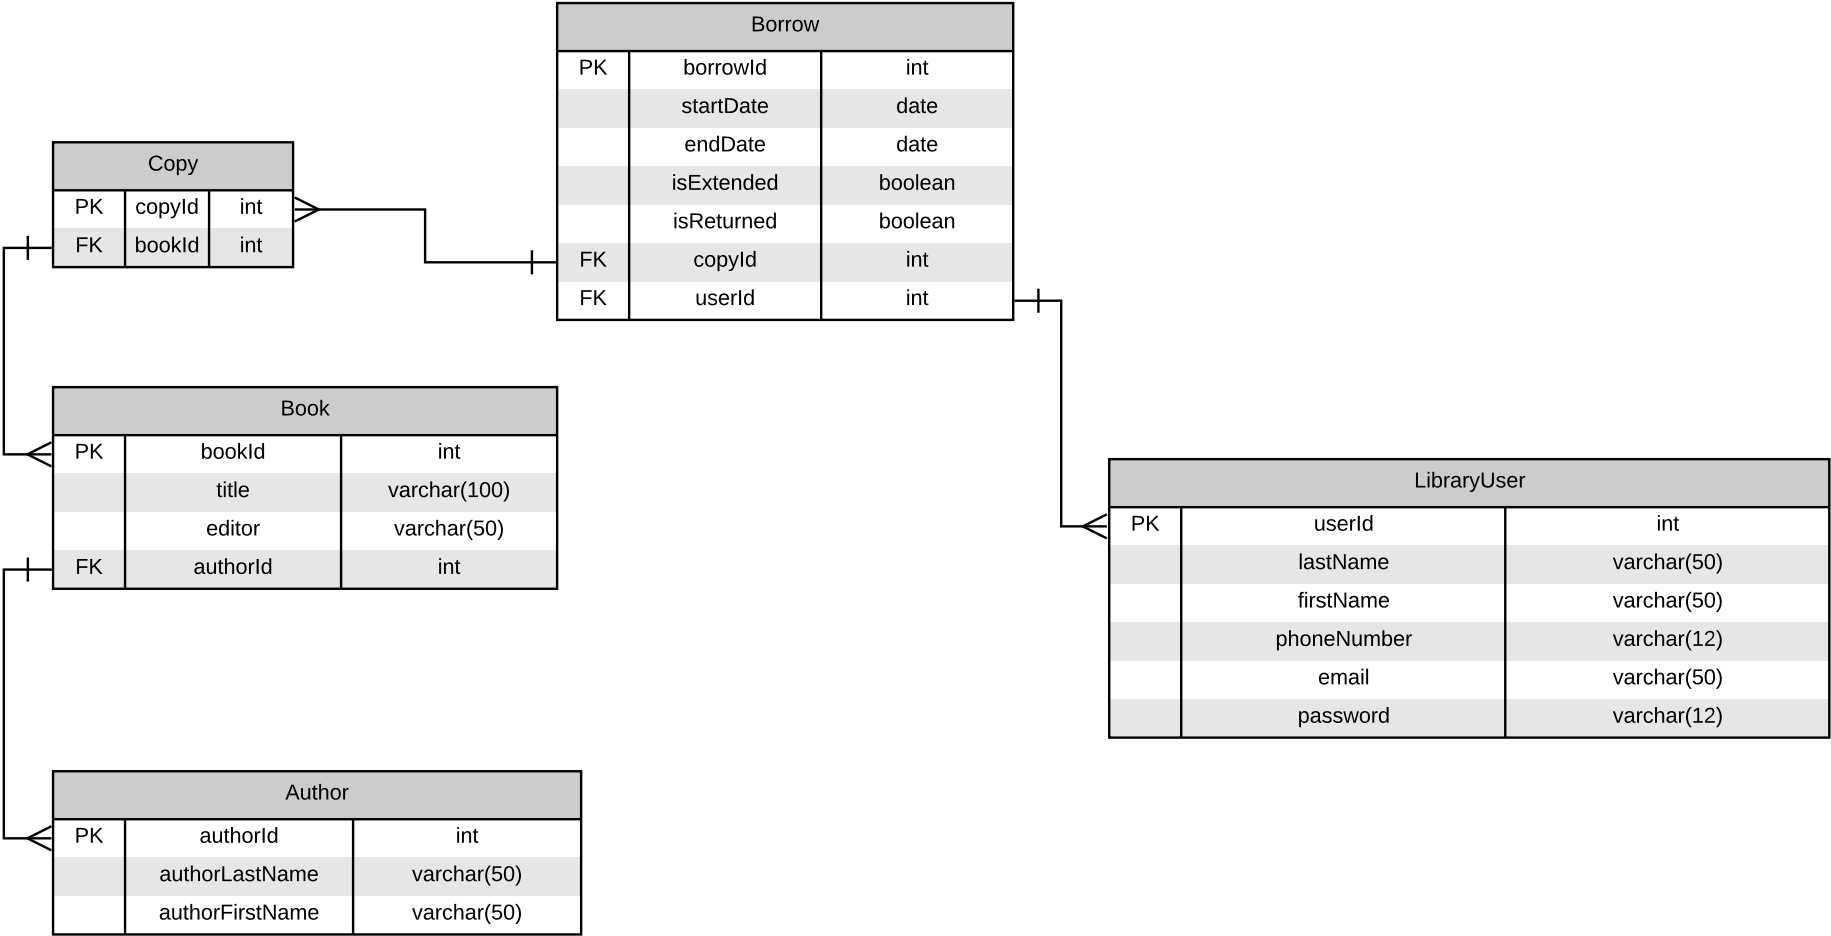 Borrow
PK borrowId int
startDate date
endDate date
isExtended boolean
isReturned boolean
FK copyId int
FK userId int
Copy
PK copyId int
FK bookId int
Book
PK bookId int
title varchar(100)
editor varchar(50)
FK authorId int
LibraryUser
PK userId int
lastName varchar(50)
firstName varchar(50)
phoneNumber varchar(12)
email varchar(50)
password varchar(12)
Author
PK authorId int
authorLastName varchar(50)
authorFirstName varchar(50)